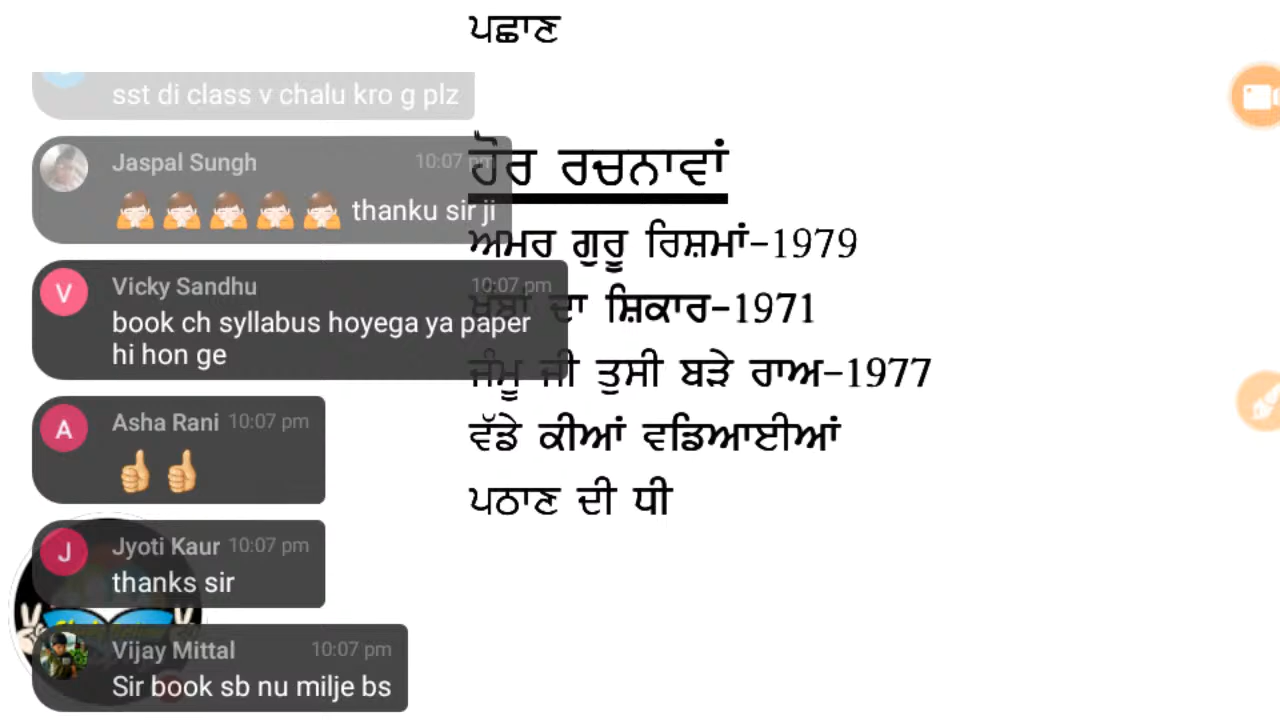 ਪਛਾਣ
sst di class v chalu kro g plz
Jaspal Sungh 10:07 pm
🙏🙏🙏🙏🙏 thanku sir ji
Vicky Sandhu 10:07 pm
book ch syllabus hoyega ya paper
hi hon ge
Asha Rani 10:07 pm
👍👍
Jyoti Kaur 10:07 pm
thanks sir
Vijay Mittal 10:07 pm
Sir book sb nu milje bs
ਹੋਰ ਰਚਨਾਵਾਂ
ਅਮਰ ਗੁਰੂ ਰਿਸ਼ਮਾਂ-1979
ਦਾ ਸ਼ਿਕਾਰ-1971
ਜੰਮੂ ਜੀ ਤੁਸੀ ਬੜੇ ਰਾਅ-1977
ਵੱਡੇ ਕੀਆਂ ਵਡਿਆਈਆਂ
ਪਠਾਣ ਦੀ ਧੀ